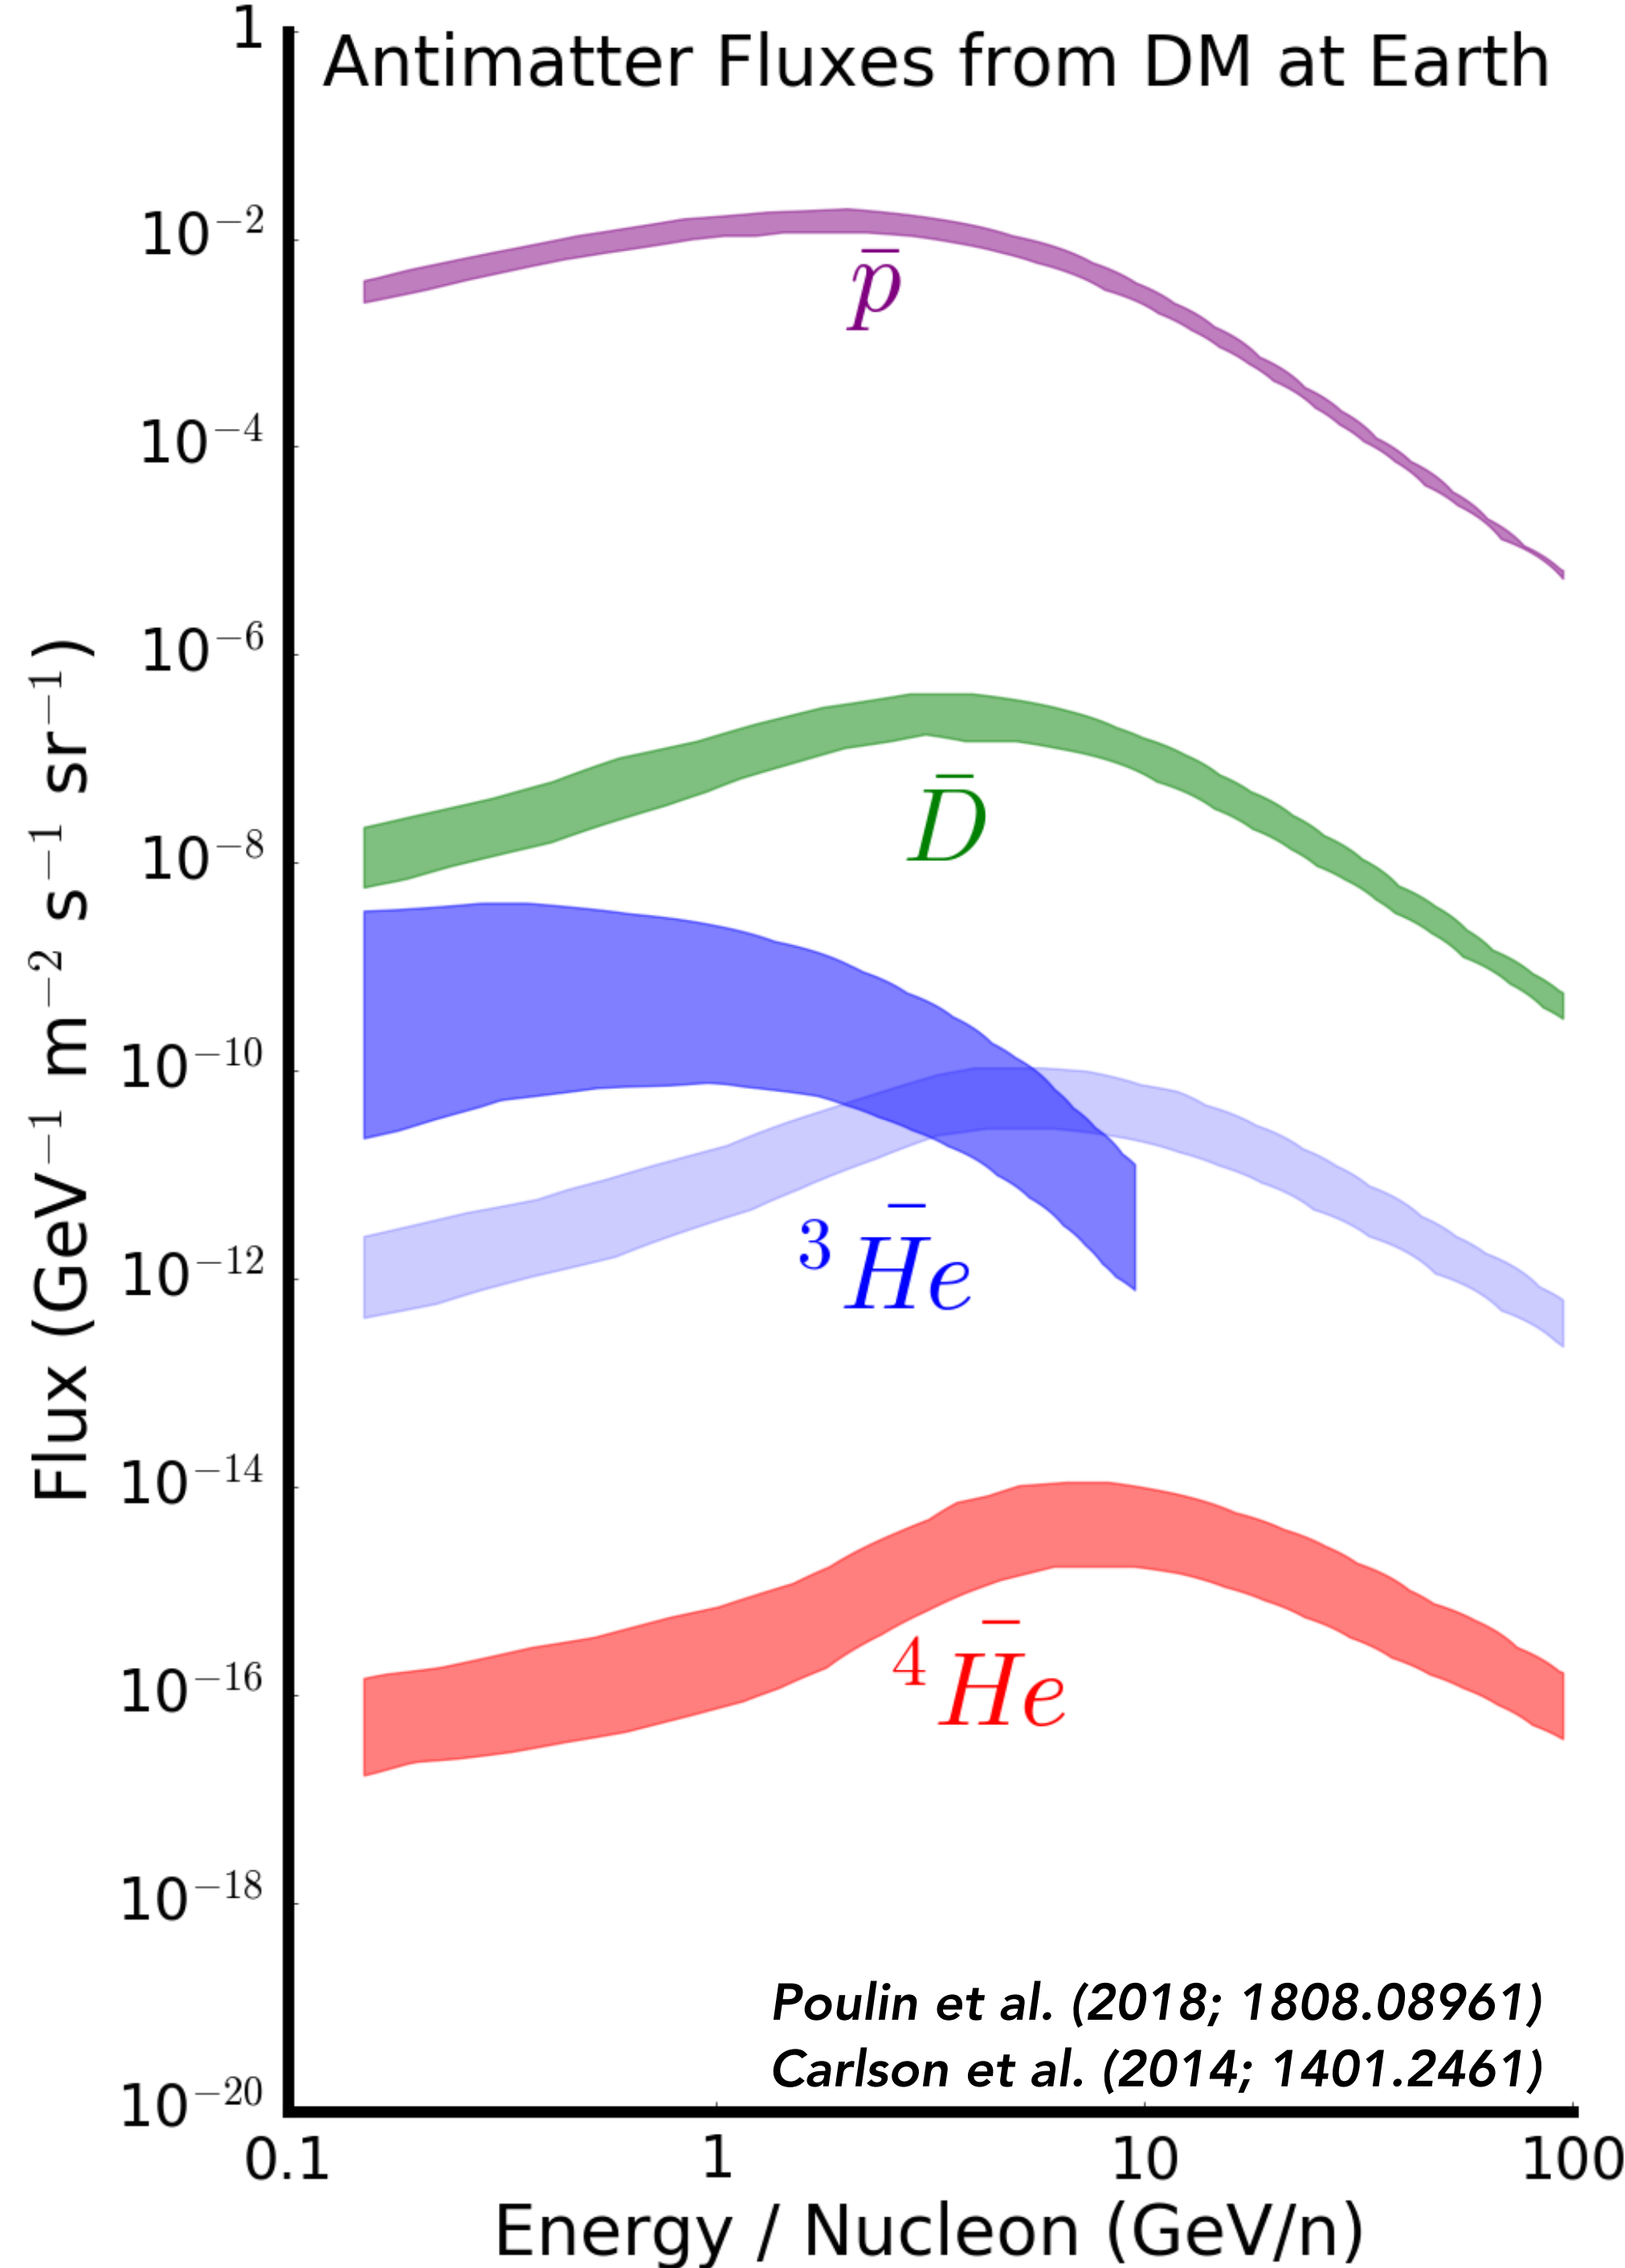 Antimatter Fluxes from DM at Earth
1
10⁻²
10⁻⁴
10⁻⁶
10⁻⁸
10⁻¹⁰
10⁻¹²
10⁻¹⁴
10⁻¹⁶
10⁻¹⁸
10⁻²⁰
Flux (GeV⁻¹ m⁻² s⁻¹ sr⁻¹)
p̄
D̄
³H̄e
⁴H̄e
Poulin et al. (2018; 1808.08961)
Carlson et al. (2014; 1401.2461)
0.1 1 10 100
Energy / Nucleon (GeV/n)